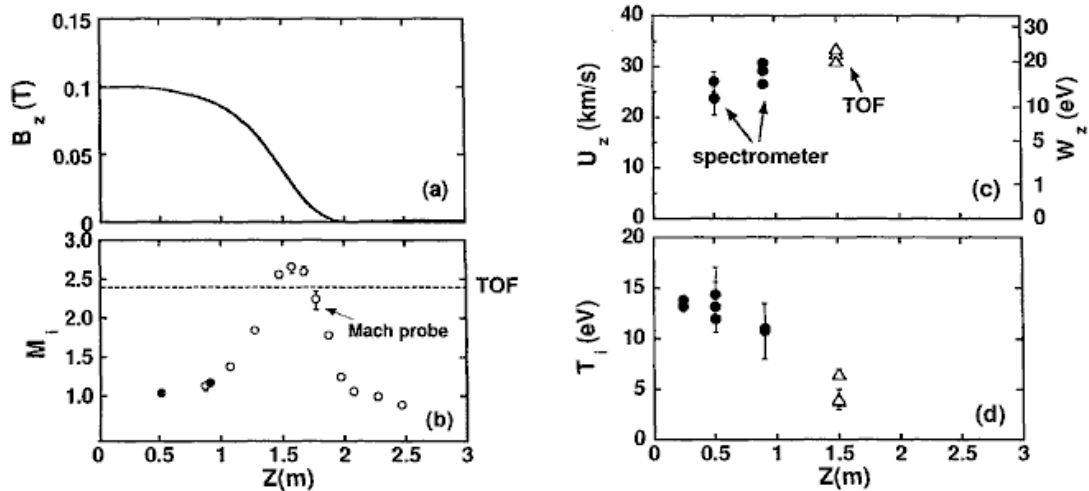 0.15
0.1
0.05
0
B_z (T)
(a)
3.0
2.5
2.0
1.5
1.0
M_i
TOF
Mach probe
(b)
0 0.5 1 1.5 2 2.5 3
Z(m)
40
30
20
10
0
U_z (km/s)
30
20
10
5
1
0
W_z (eV)
TOF
spectrometer
(c)
20
15
10
5
0
T_i (eV)
(d)
0 0.5 1 1.5 2 2.5 3
Z(m)